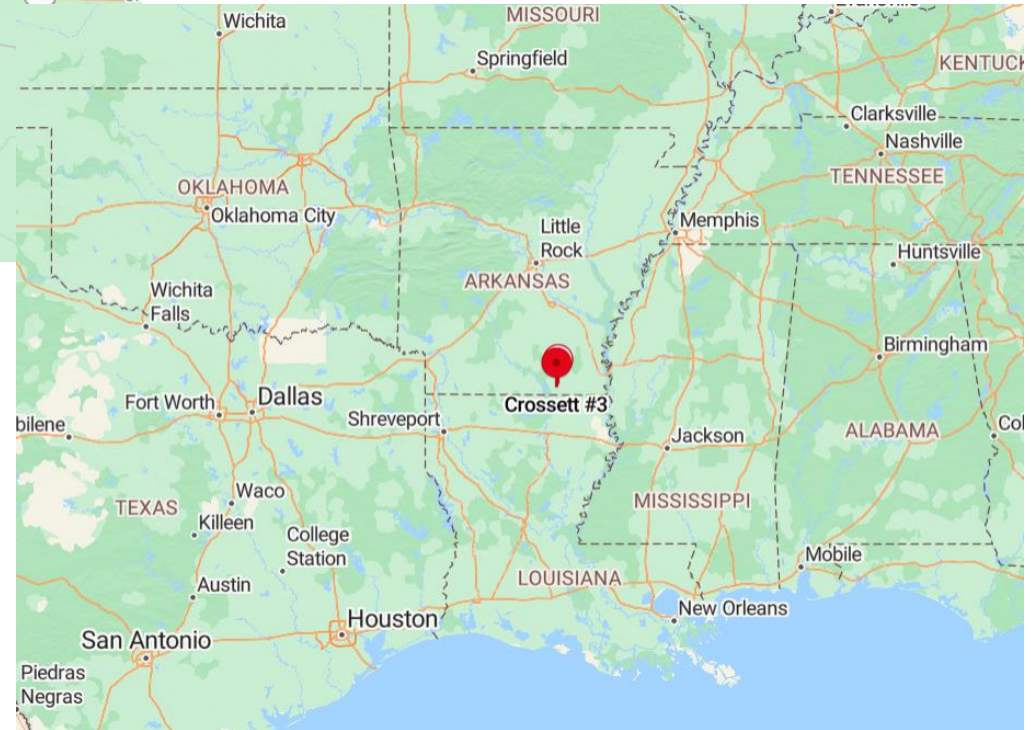 Evansville
Wichita
MISSOURI
Springfield
KENTUCK
Clarksville
Nashville
TENNESSEE
OKLAHOMA
Oklahoma City
Little
Rock
Memphis
Huntsville
ARKANSAS
Wichita
Falls
Birmingham
Crossett #3
Fort Worth
Dallas
Shreveport
bilene
Jackson
ALABAMA
Col
Waco
TEXAS
MISSISSIPPI
Killeen
College
Station
Mobile
Austin
LOUISIANA
New Orleans
Houston
San Antonio
Piedras
Negras